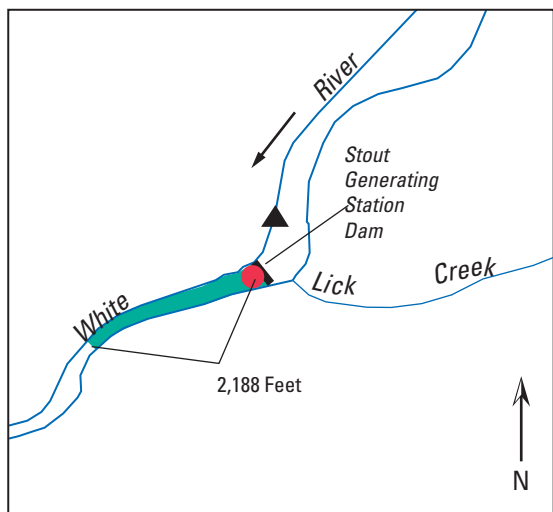 River
Stout
Generating
Station
Dam
Lick
Creek
White
2,188 Feet
N